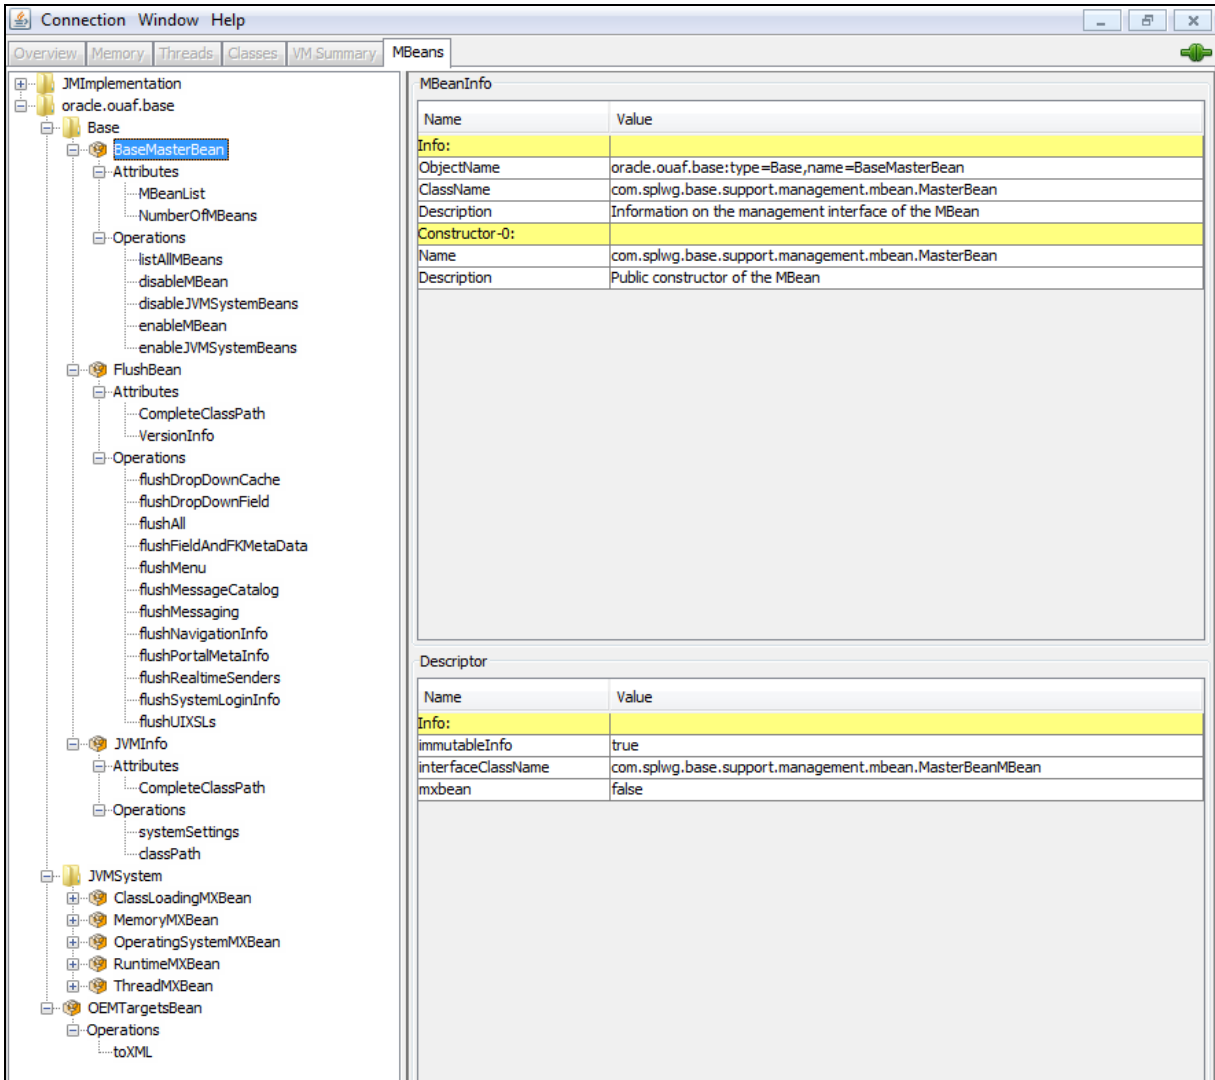 Connection Window Help
Overview Memory Threads Classes VM Summary MBeans
JMImplementation
oracle.ouaf.base
Base
BaseMasterBean
Attributes
MBeanList
NumberOfMBeans
Operations
listAllMBeans
disableMBean
disableJVMSystemBeans
enableMBean
enableJVMSystemBeans
FlushBean
Attributes
CompleteClassPath
VersionInfo
Operations
flushDropDownCache
flushDropDownField
flushAll
flushFieldAndFKMetaData
flushMenu
flushMessageCatalog
flushMessaging
flushNavigationInfo
flushPortalMetaInfo
flushRealtimeSenders
flushSystemLoginInfo
flushUIXSLs
JVMInfo
Attributes
CompleteClassPath
Operations
systemSettings
classPath
JVMSystem
ClassLoadingMXBean
MemoryMXBean
OperatingSystemMXBean
RuntimeMXBean
ThreadMXBean
OEMTargetsBean
Operations
toXML
MBeanInfo
Name Value
Info:
ObjectName oracle.ouaf.base:type=Base,name=BaseMasterBean
ClassName com.splwg.base.support.management.mbean.MasterBean
Description Information on the management interface of the MBean
Constructor-0:
Name com.splwg.base.support.management.mbean.MasterBean
Description Public constructor of the MBean
Descriptor
Name Value
Info:
immutableInfo true
interfaceClassName com.splwg.base.support.management.mbean.MasterBeanMBean
mxbean false